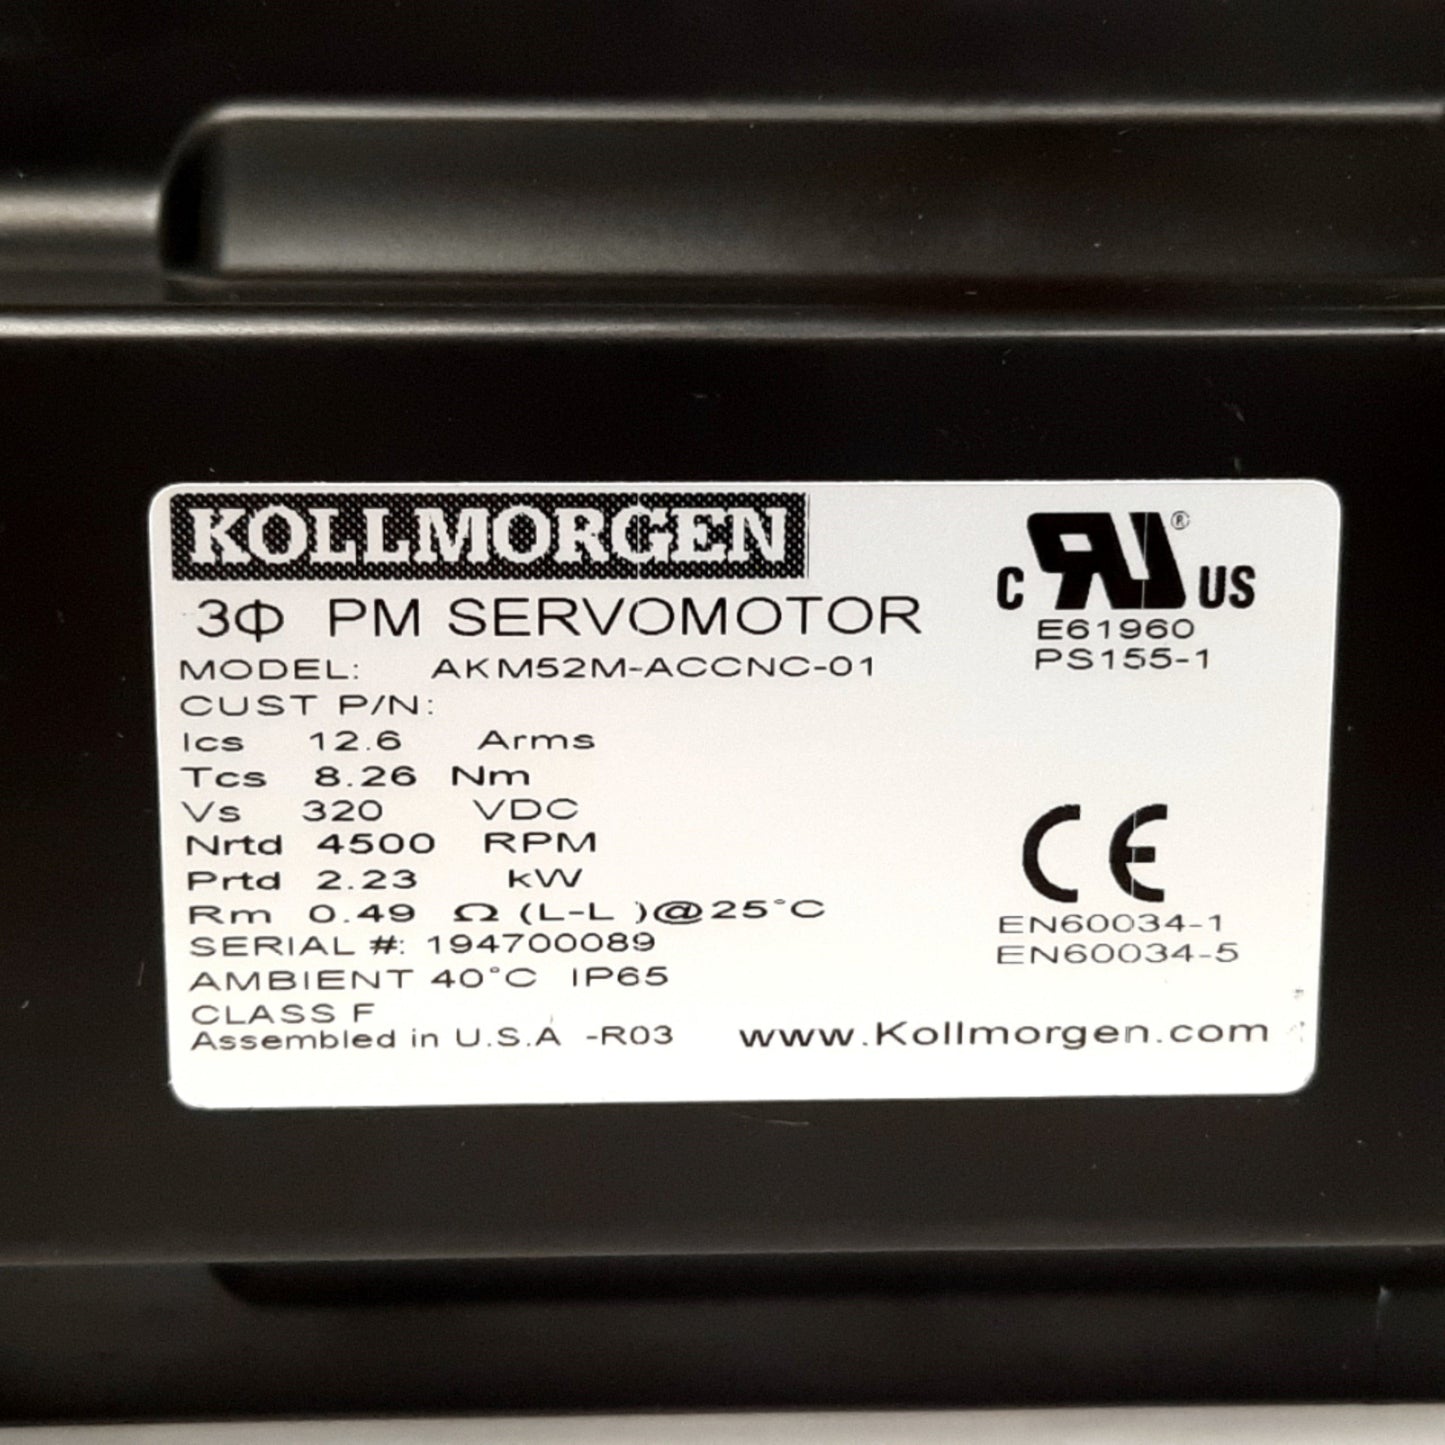 KOLLMORGEN
3Φ PM SERVOMOTOR
MODEL: AKM52M-ACCNC-01
CUST P/N:
Ics 12.6 Arms
Tcs 8.26 Nm
Vs 320 VDC
Nrtd 4500 RPM
Prtd 2.23 kW
Rm 0.49 Ω (L-L )@25°C
SERIAL #: 194700089
AMBIENT 40°C IP65
CLASS F
Assembled in U.S.A -R03
www.Kollmorgen.com
C RU ® US
E61960
PS155-1
CE
EN60034-1
EN60034-5